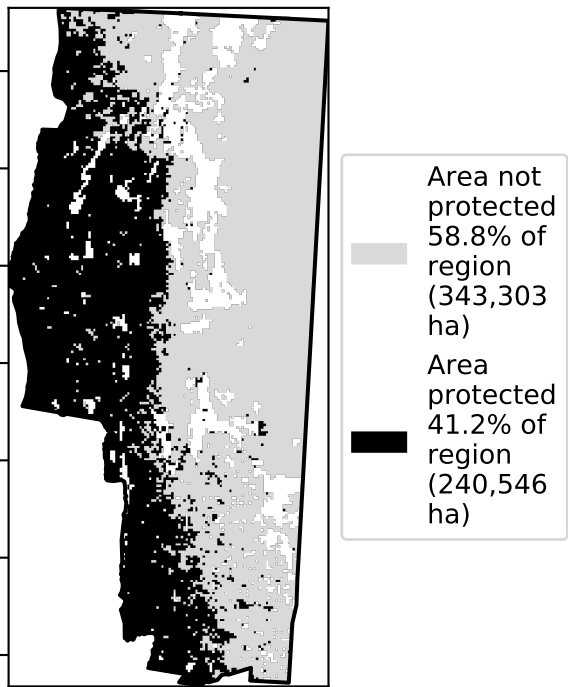 Area not
protected
58.8% of
region
(343,303
ha)
Area
protected
41.2% of
region
(240,546
ha)